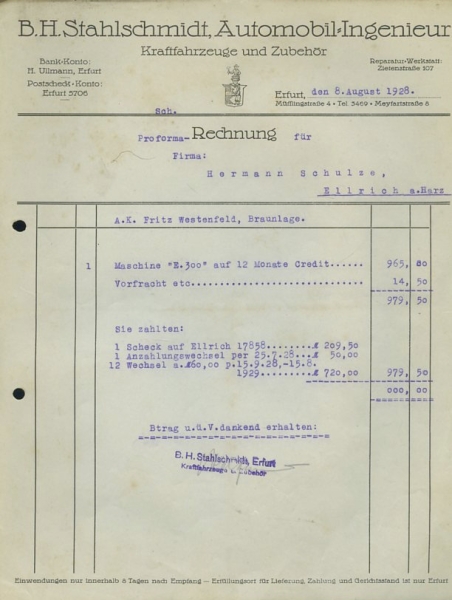 B.H. Stahlschmidt, Automobil-Ingenieur
Kraftfahrzeuge und Zubehör
Bank-Konto:
H. Ullmann, Erfurt
Postscheck-Konto:
Erfurt 5706
Reparatur-Werkstatt:
Zietenstraße 107
Erfurt, den 8. August 1928.
Müfflingstraße 4 • Tel. 3469 • Meyfartstraße 8
Sch.
Proforma-Rechnung für
Firma:
Hermann Schulze,
Ellrich a.Harz
A.K. Fritz Westenfeld, Braunlage.
1 Maschine "E.300" auf 12 Monate Credit...... 965, 00
Vorfracht etc............................. 14, 50
979, 50
Sie zahlten:
1 Scheck auf Ellrich 17858........ 209,50
1 Anzahlungswechsel per 25.7.28... 50,00
12 Wechsel a. 60,00 p.15.9.28,-15.8.
1929......... 720,00 979, 50
000, 00
Btrag u.ü.V.dankend erhalten:
B. H. Stahlschmidt, Erfurt
Kraftfahrzeuge u. Zubehör
Einwendungen nur innerhalb 8 Tagen nach Empfang — Erfüllungsort für Lieferung, Zahlung und Gerichtsstand ist nur Erfurt